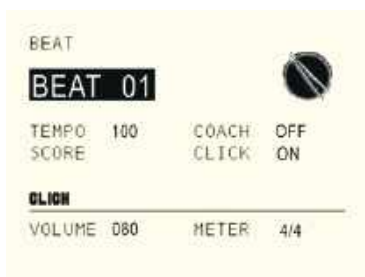 BEAT
BEAT 01
TEMPO 100 COACH OFF
SCORE CLICK ON
CLICK
VOLUME 080 METER 4/4